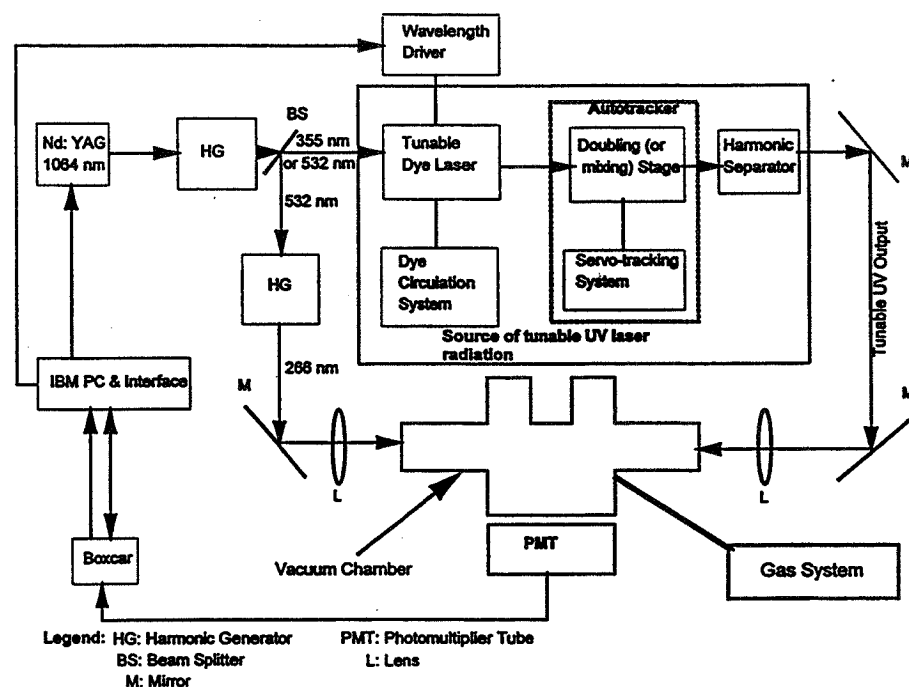 Wavelength
Driver
BS
Autotracker
Nd: YAG
1064 nm
HG
355 nm
or 532 nm
Tunable
Dye Laser
Doubling (or
mixing) Stage
Harmonic
Separator
M
532 nm
HG
Dye
Circulation
System
Servo-tracking
System
Tunable UV Output
Source of tunable UV laser
radiation
266 nm
IBM PC & Interface
M
M
L
L
Boxcar
PMT
Vacuum Chamber
Gas System
Legend: HG: Harmonic Generator
BS: Beam Splitter
M: Mirror
PMT: Photomultiplier Tube
L: Lens